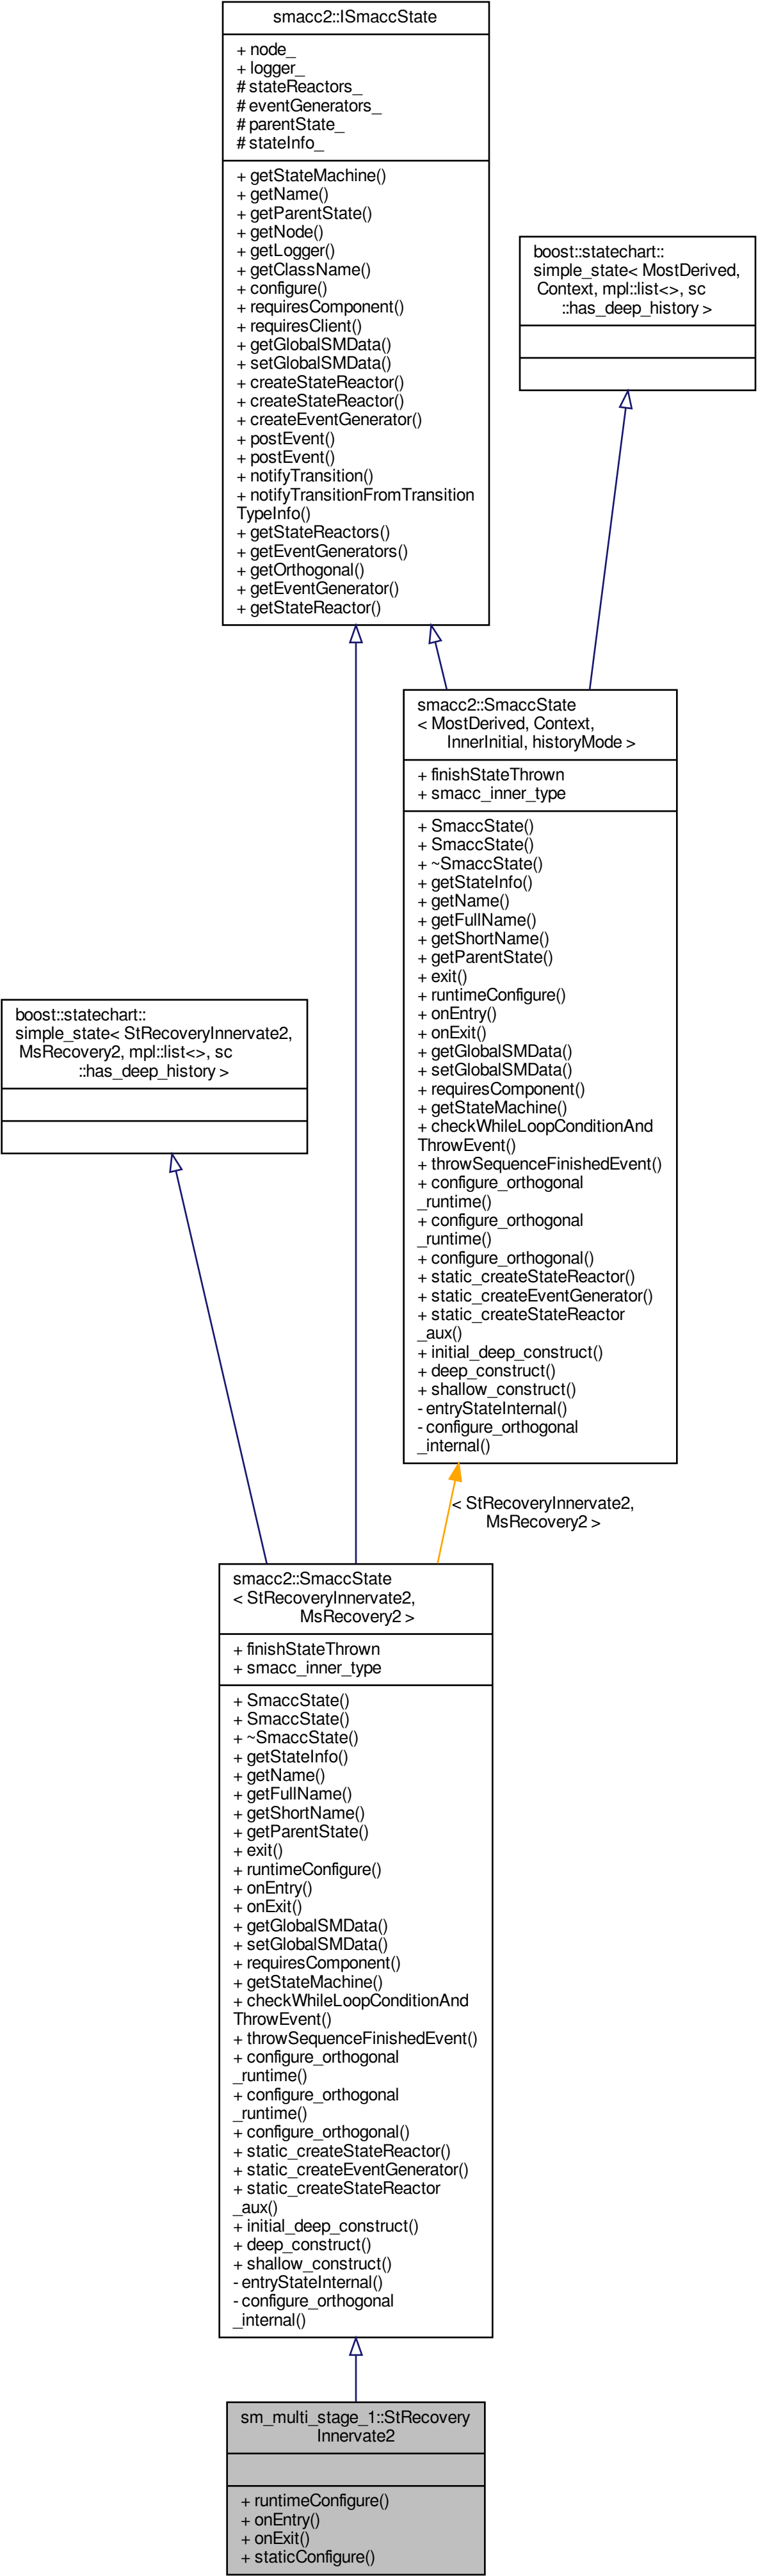 smacc2::ISmaccState
+ node_
+ logger_
# stateReactors_
# eventGenerators_
# parentState_
# stateInfo_
+ getStateMachine()
+ getName()
+ getParentState()
+ getNode()
+ getLogger()
+ getClassName()
+ configure()
+ requiresComponent()
+ requiresClient()
+ getGlobalSMData()
+ setGlobalSMData()
+ createStateReactor()
+ createStateReactor()
+ createEventGenerator()
+ postEvent()
+ postEvent()
+ notifyTransition()
+ notifyTransitionFromTransition
TypeInfo()
+ getStateReactors()
+ getEventGenerators()
+ getOrthogonal()
+ getEventGenerator()
+ getStateReactor()
boost::statechart::
simple_state< MostDerived,
Context, mpl::list<>, sc
::has_deep_history >
smacc2::SmaccState
< MostDerived, Context,
InnerInitial, historyMode >
+ finishStateThrown
+ smacc_inner_type
+ SmaccState()
+ SmaccState()
+ ~SmaccState()
+ getStateInfo()
+ getName()
+ getFullName()
+ getShortName()
+ getParentState()
+ exit()
+ runtimeConfigure()
+ onEntry()
+ onExit()
+ getGlobalSMData()
+ setGlobalSMData()
+ requiresComponent()
+ getStateMachine()
+ checkWhileLoopConditionAnd
ThrowEvent()
+ throwSequenceFinishedEvent()
+ configure_orthogonal
_runtime()
+ configure_orthogonal
_runtime()
+ configure_orthogonal()
+ static_createStateReactor()
+ static_createEventGenerator()
+ static_createStateReactor
_aux()
+ initial_deep_construct()
+ deep_construct()
+ shallow_construct()
- entryStateInternal()
- configure_orthogonal
_internal()
boost::statechart::
simple_state< StRecoveryInnervate2,
MsRecovery2, mpl::list<>, sc
::has_deep_history >
< StRecoveryInnervate2,
MsRecovery2 >
smacc2::SmaccState
< StRecoveryInnervate2,
MsRecovery2 >
+ finishStateThrown
+ smacc_inner_type
+ SmaccState()
+ SmaccState()
+ ~SmaccState()
+ getStateInfo()
+ getName()
+ getFullName()
+ getShortName()
+ getParentState()
+ exit()
+ runtimeConfigure()
+ onEntry()
+ onExit()
+ getGlobalSMData()
+ setGlobalSMData()
+ requiresComponent()
+ getStateMachine()
+ checkWhileLoopConditionAnd
ThrowEvent()
+ throwSequenceFinishedEvent()
+ configure_orthogonal
_runtime()
+ configure_orthogonal
_runtime()
+ configure_orthogonal()
+ static_createStateReactor()
+ static_createEventGenerator()
+ static_createStateReactor
_aux()
+ initial_deep_construct()
+ deep_construct()
+ shallow_construct()
- entryStateInternal()
- configure_orthogonal
_internal()
sm_multi_stage_1::StRecovery
Innervate2
+ runtimeConfigure()
+ onEntry()
+ onExit()
+ staticConfigure()